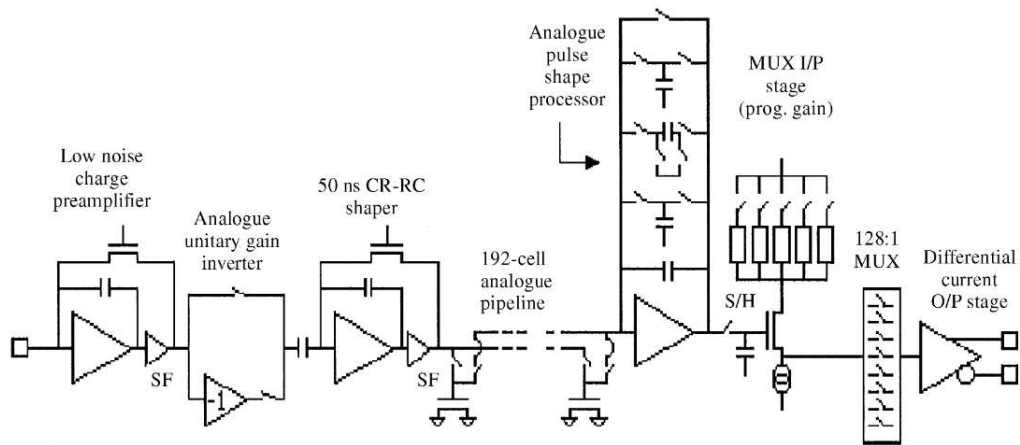 Low noise
charge
preamplifier
SF
Analogue
unitary gain
inverter
-1
50 ns CR-RC
shaper
SF
192-cell
analogue
pipeline
Analogue
pulse
shape
processor
S/H
MUX I/P
stage
(prog. gain)
128:1
MUX
Differential
current
O/P stage